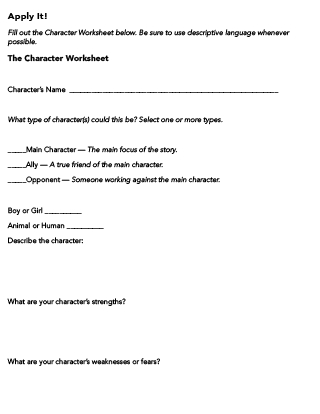 Apply It!
Fill out the Character Worksheet below. Be sure to use descriptive language whenever
possible.
The Character Worksheet
Character's Name ______________________________________________
What type of character(s) could this be? Select one or more types.
_____Main Character — The main focus of the story.
_____Ally — A true friend of the main character.
_____Opponent — Someone working against the main character.
Boy or Girl __________
Animal or Human __________
Describe the character:
What are your character's strengths?
What are your character's weaknesses or fears?